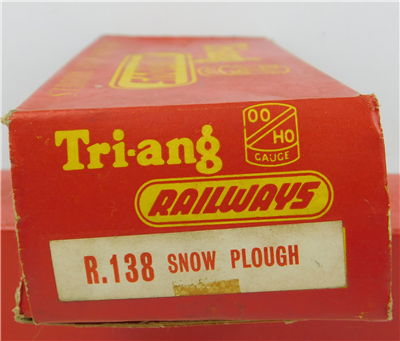 Tri-ang
OO
HO
GAUGE
RAILWAYS
R.138 SNOW PLOUGH